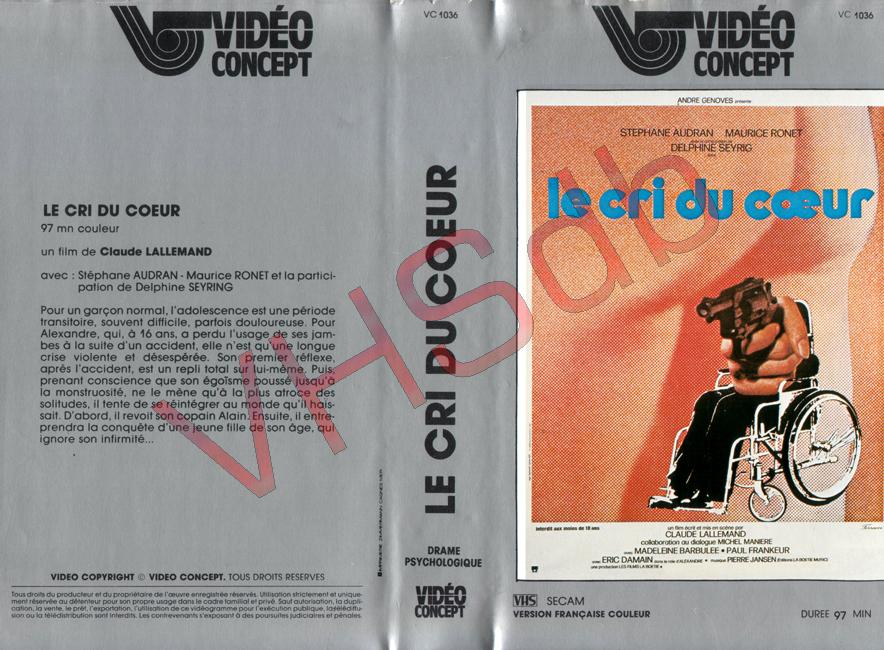 VIDÉO
CONCEPT
LE CRI DU COEUR
97 mn couleur
un film de Claude LALLEMAND
avec : Stéphane AUDRAN - Maurice RONET et la partici-
pation de Delphine SEYRING
Pour un garçon normal, l'adolescence est une période
transitoire, souvent difficile, parfois douloureuse. Pour
Alexandre, qui, à 16 ans, a perdu l'usage de ses jam-
bes à la suite d'un accident, elle n'est qu'une longue
crise violente et désespérée. Son premier réflexe,
après l'accident, est un repli total sur lui-même. Puis,
prenant conscience que son égoïsme poussé jusqu'à
la monstruosité, ne le mène qu'à la plus atroce des
solitudes, il tente de se réintégrer au monde qu'il hais-
sait. D'abord, il revoit son copain Alain. Ensuite, il entre-
prendra la conquête d'une jeune fille de son âge, qui
ignore son infirmité...
VIDEO COPYRIGHT © VIDEO CONCEPT. TOUS DROITS RESERVES
Tous droits du producteur et du propriétaire de l'œuvre enregistrée réservés. Utilisation strictement et unique-
ment réservée au détenteur pour son propre usage dans le cadre familial et privé. Sauf autorisation, la dupli-
cation, la vente, le prêt, l'exportation, l'utilisation de ce vidéogramme pour l'exécution publique, la télédiffu-
sion ou la télédistribution sont interdits. Les contrevenants s'exposent à des poursuites judiciaires et pénales.
VC 1036
LE CRI DU COEUR
DRAME
PSYCHOLOGIQUE
VIDÉO
CONCEPT
VC 1036
VIDÉO
CONCEPT
ANDRE GENOVES présente
STEPHANE AUDRAN MAURICE RONET
DELPHINE SEYRIG
le cri du cœur
interdit aux moins de 18 ans
un film écrit et mis en scène par
CLAUDE LALLEMAND
collaboration au dialogue MICHEL MANIERE
avec MADELEINE BARBULEE • PAUL FRANKEUR
avec ERIC DAMAIN dans le rôle d'ALEXANDRE • musique PIERRE JANSEN (Editions LA BOETIE MUSIC)
une production LES FILMS LA BOETIE
VHS SECAM
VERSION FRANÇAISE COULEUR
DUREE 97 MIN
VHSdb